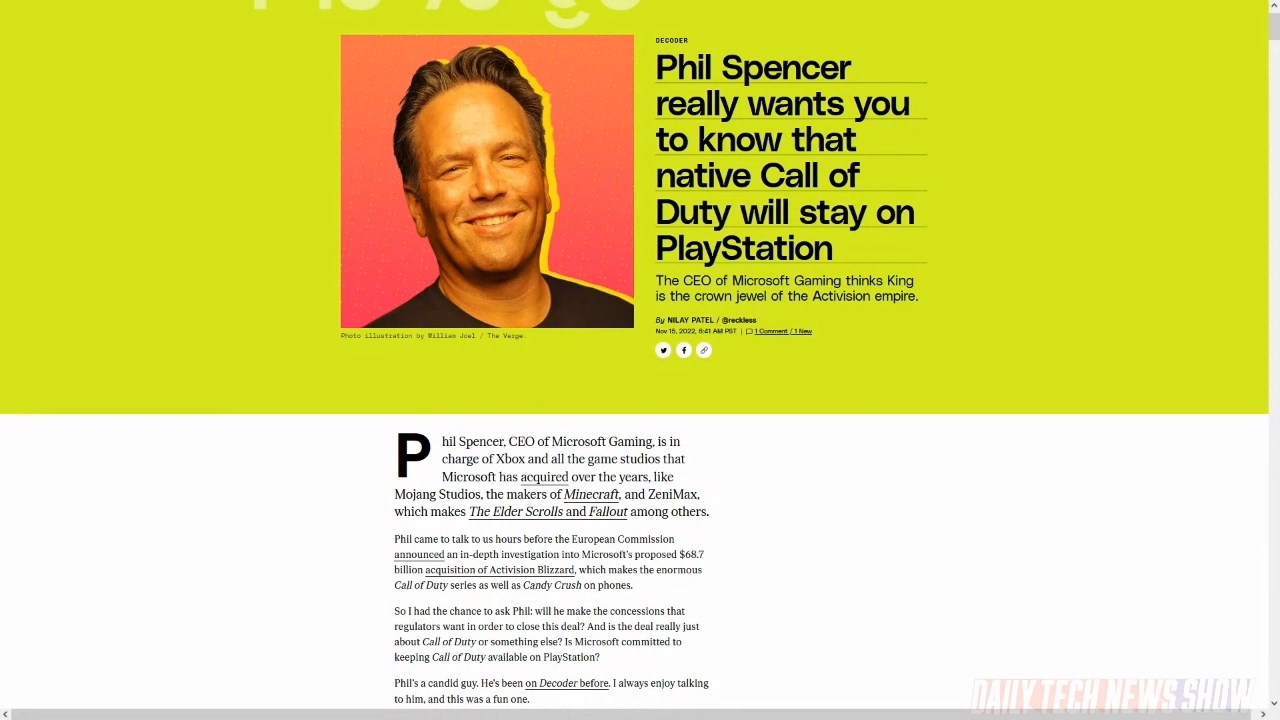 DECODER
Phil Spencer
really wants you
to know that
native Call of
Duty will stay on
PlayStation
The CEO of Microsoft Gaming thinks King
is the crown jewel of the Activision empire.
By NILAY PATEL / @reckless
Nov 15, 2022, 6:41 AM PST | 1 Comment / 1 New
Photo illustration by William Joel / The Verge.
Phil Spencer, CEO of Microsoft Gaming, is in
charge of Xbox and all the game studios that
Microsoft has acquired over the years, like
Mojang Studios, the makers of Minecraft, and ZeniMax,
which makes The Elder Scrolls and Fallout among others.
Phil came to talk to us hours before the European Commission
announced an in-depth investigation into Microsoft's proposed $68.7
billion acquisition of Activision Blizzard, which makes the enormous
Call of Duty series as well as Candy Crush on phones.
So I had the chance to ask Phil: will he make the concessions that
regulators want in order to close this deal? And is the deal really just
about Call of Duty or something else? Is Microsoft committed to
keeping Call of Duty available on PlayStation?
Phil's a candid guy. He's been on Decoder before. I always enjoy talking
to him, and this was a fun one.
DAILY TECH NEWS SHOW